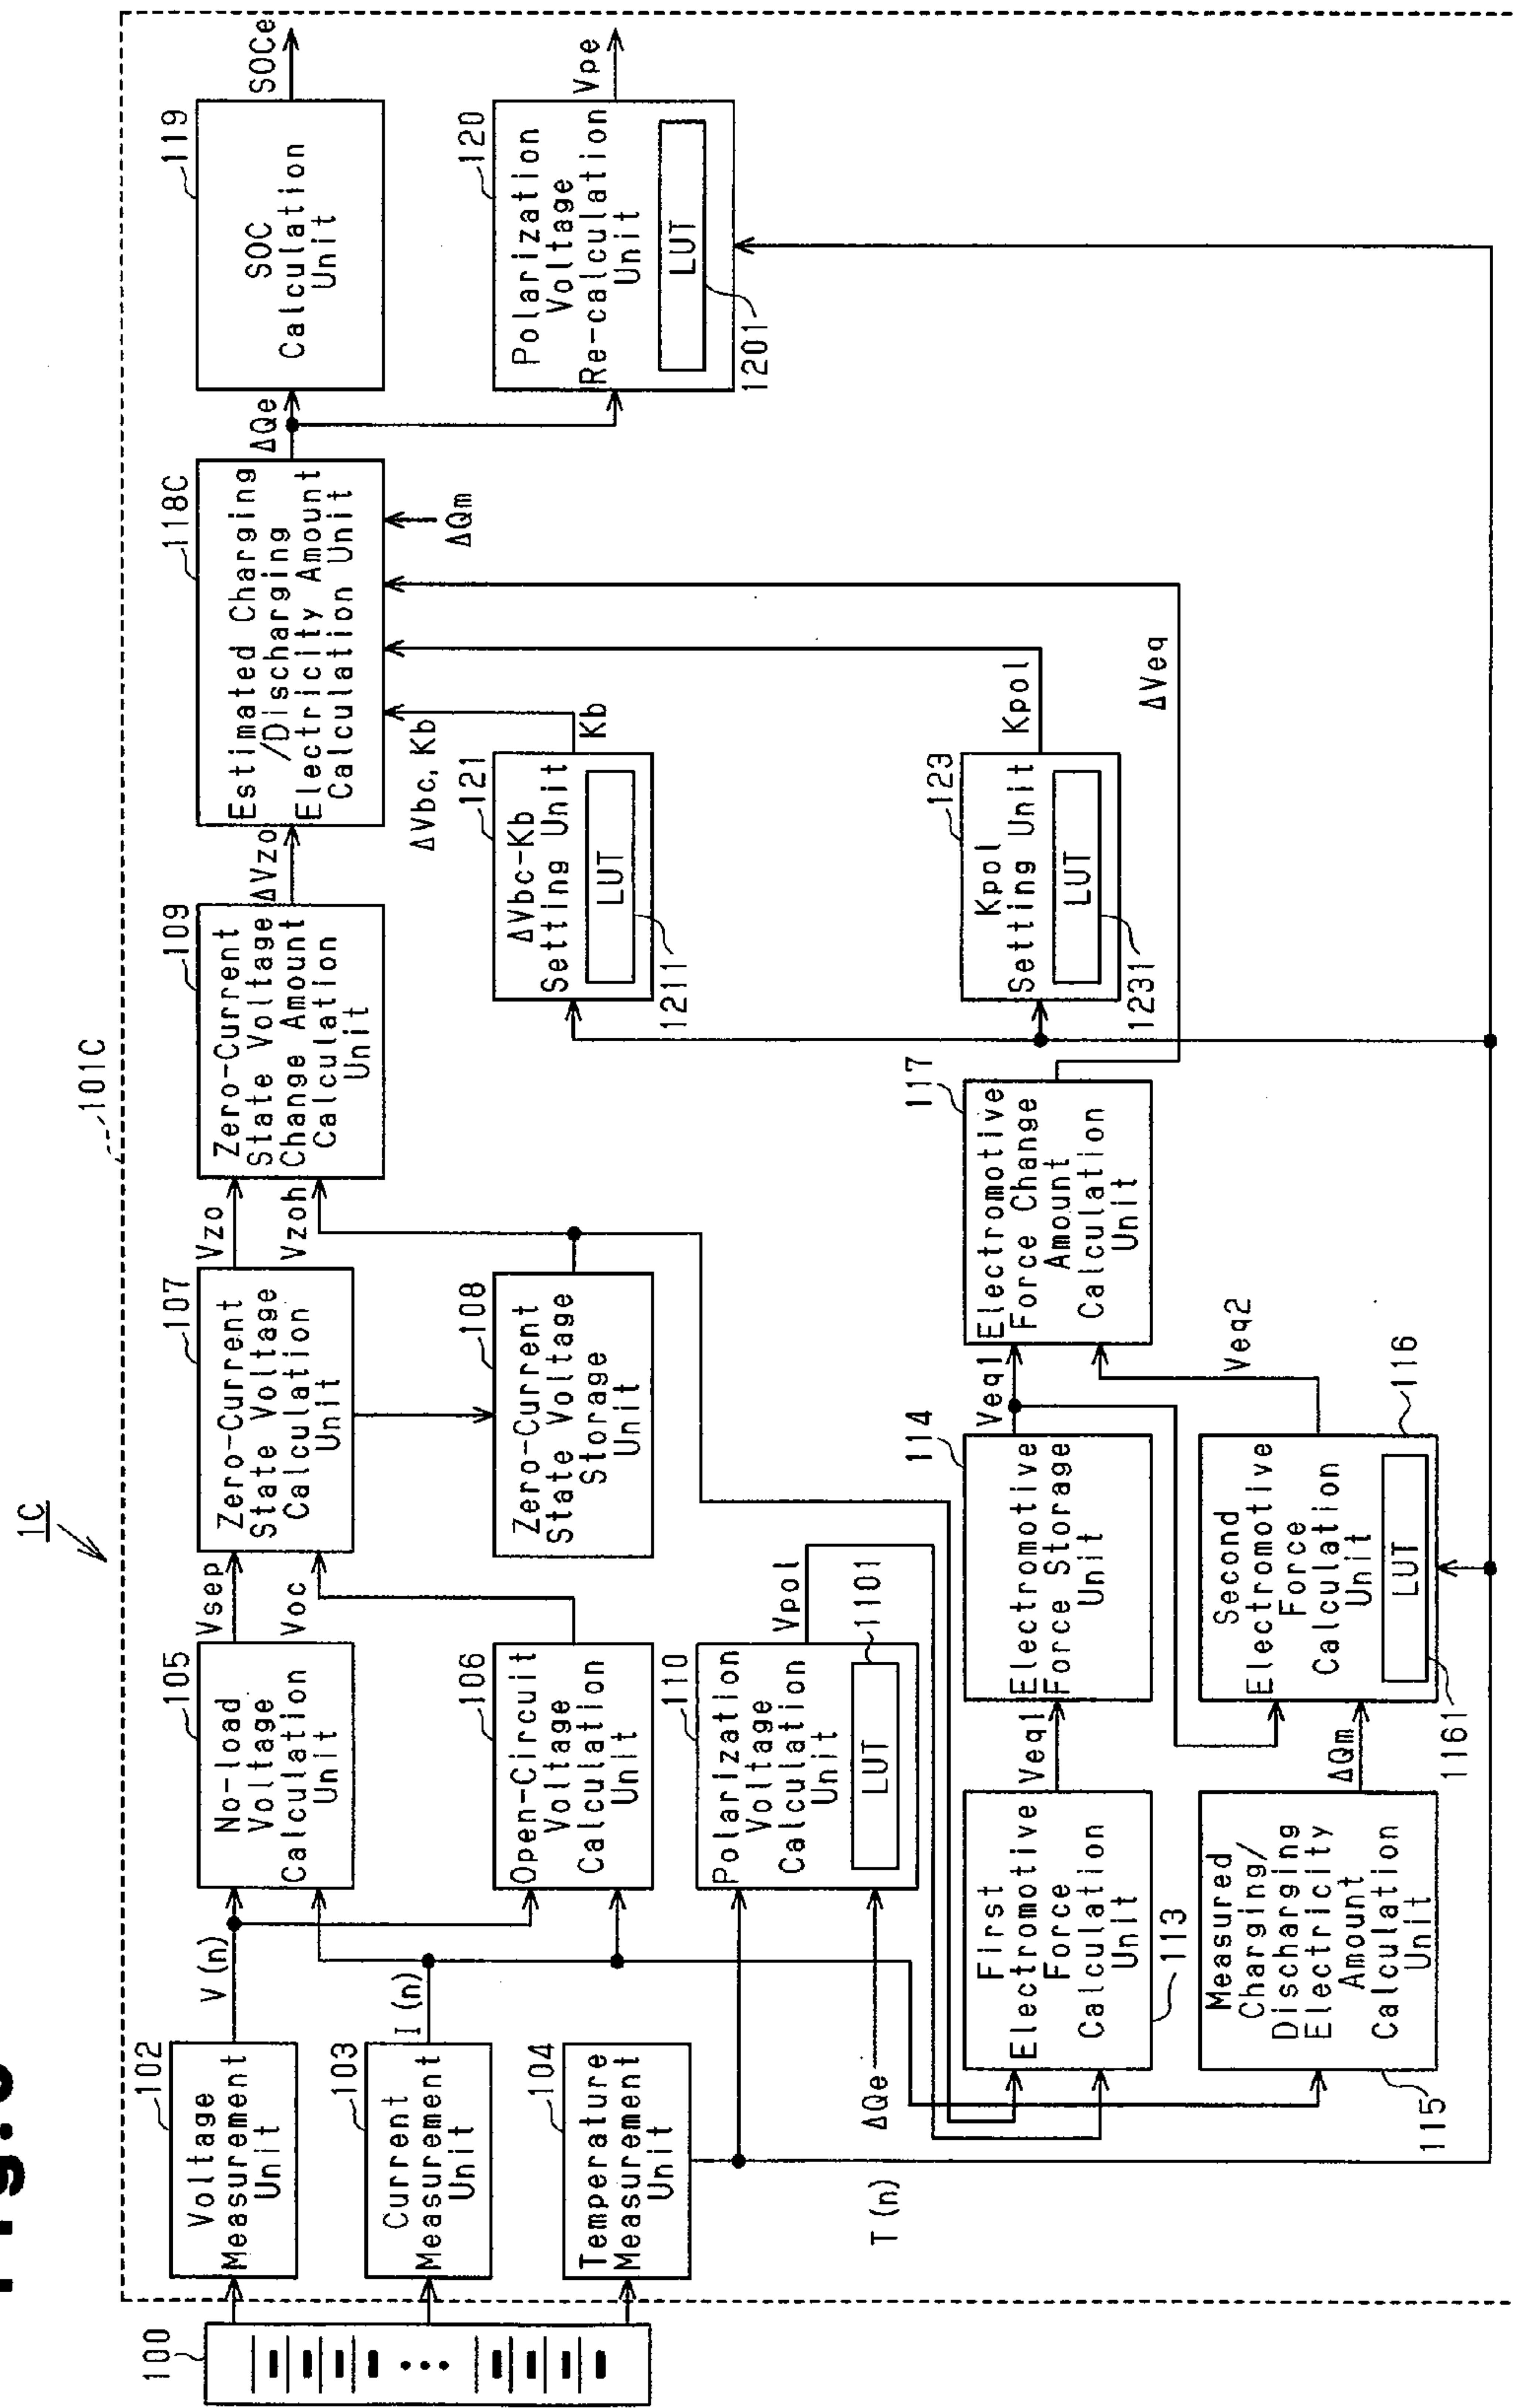 1C
101C
100
102
Voltage
Measurement
Unit
V(n)
103
Current
Measurement
Unit
I(n)
104
Temperature
Measurement
Unit
T(n)
105
No-load
Voltage
Calculation
Unit
Vsep
Voc
106
Open-Circuit
Voltage
Calculation
Unit
110
Polarization
Voltage
Calculation
Unit
LUT
1101
Vpol
ΔQe
107
Zero-Current
State Voltage
Calculation
Unit
Vzo
Vzoh
108
Zero-Current
State Voltage
Storage
Unit
109
Zero-Current
State Voltage
Change Amount
Calculation
Unit
ΔVzo
118C
Estimated Charging
/Discharging
Electricity Amount
Calculation Unit
ΔQe
ΔQm
ΔVbc, Kb
Kb
121
ΔVbc-Kb
Setting Unit
LUT
1211
119
SOC
Calculation
Unit
SOCe
120
Polarization
Voltage
Re-calculation
Unit
LUT
1201
Vpe
123
Kpol
Setting Unit
LUT
1231
Kpol
ΔVeq
First
Electromotive
Force
Calculation
Unit
113
Veq1
114
Electromotive
Force Storage
Unit
Veq1
117
Electromotive
Force Change
Amount
Calculation
Unit
Measured
Charging/
Discharging
Electricity
Amount
Calculation
Unit
115
ΔQm
Second
Electromotive
Force
Calculation
Unit
LUT
1161
116
Veq2